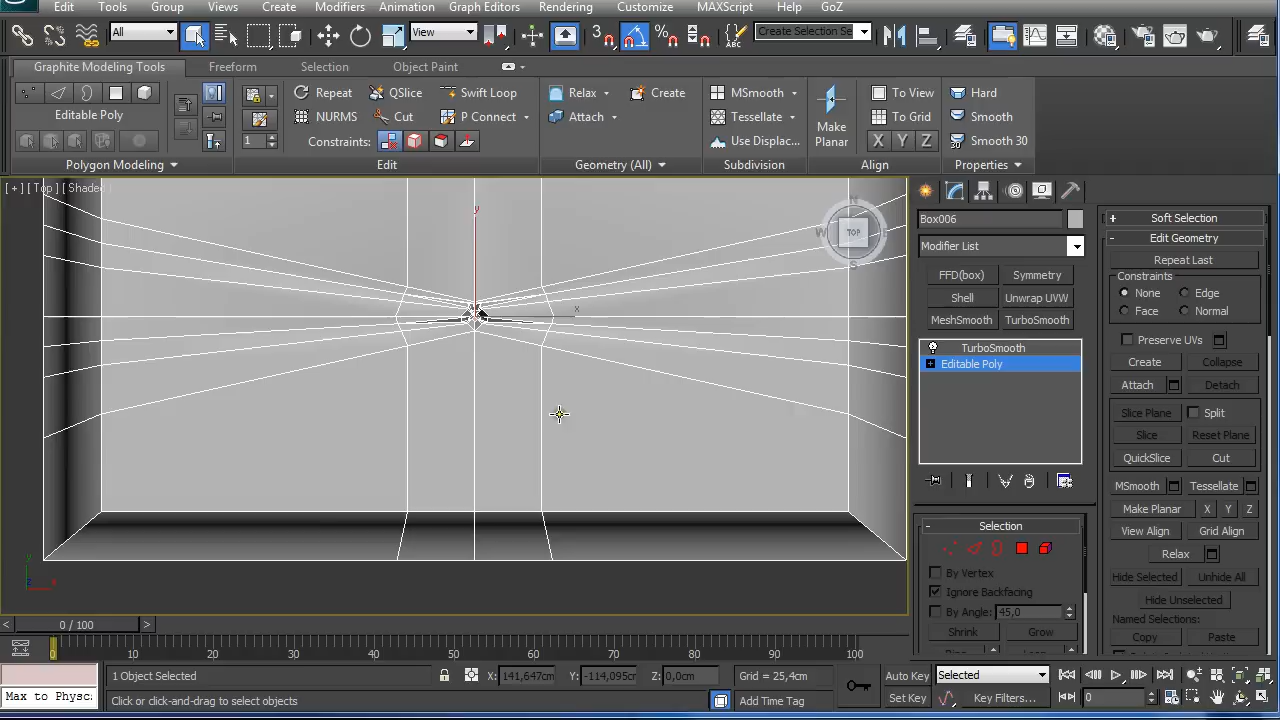 Edit Tools Group Views Create Modifiers Animation Graph Editors Rendering Customize MAXScript Help GoZ
All View 3 Create Selection Se
Graphite Modeling Tools Freeform Selection Object Paint
Repeat QSlice Swift Loop Relax Create MSmooth To View Hard
Editable Poly NURMS Cut P Connect Attach Tessellate Make Planar To Grid Smooth
1 Constraints: Use Displac... X Y Z Smooth 30
Polygon Modeling Edit Geometry (All) Subdivision Align Properties
[ + ] [ Top ] [ Shaded
y
x
N
W TOP E
S
Box006
Modifier List
FFD(box) Symmetry
Shell Unwrap UVW
MeshSmooth TurboSmooth
TurboSmooth
+ Editable Poly
- Selection
By Vertex
Ignore Backfacing
By Angle: 45,0
Shrink Grow
+ Soft Selection
- Edit Geometry
Repeat Last
Constraints
None Edge
Face Normal
Preserve UVs
Create Collapse
Attach Detach
Slice Plane Split
Slice Reset Plane
QuickSlice Cut
MSmooth Tessellate
Make Planar X Y Z
View Align Grid Align
Relax
Hide Selected Unhide All
Hide Unselected
Named Selections:
Copy Paste
< 0 / 100 >
0 10 20 30 40 50 60 70 80 90 100
1 Object Selected X: 141,647cm Y: -114,095cm Z: 0,0cm Grid = 25,4cm Auto Key Selected
Max to Physc: Click or click-and-drag to select objects Add Time Tag Set Key Key Filters... 0